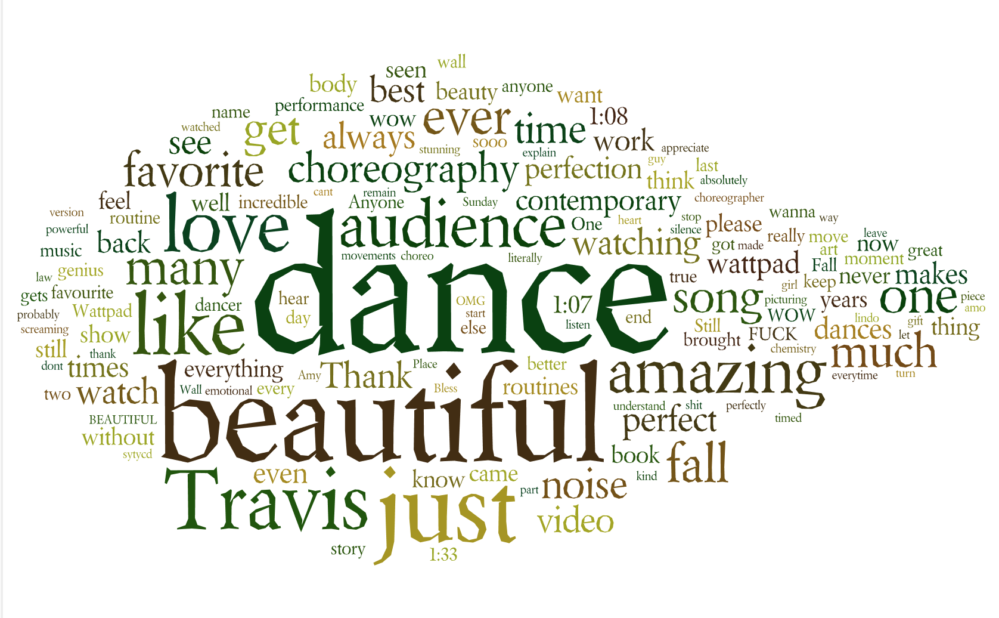 wall
seen
body best beauty anyone want
performance
name wow ever time 1:08
watched get always sooo work
see stunning explain appreciate
favorite choreography perfection guy last
think absolutely
feel well incredible cant remain Anyone Sunday contemporary choreographer
version routine love audience One heart stop wanna way
powerful silence please really move leave
music back movements choreo literally watching got made art now great
law genius many dance wattpad Fall moment
true girl keep never makes
gets favourite like dancer hear OMG 1:07 song picturing years one piece
probably Wattpad day start listen end wow lindo amo
screaming show else Still brought FUCK dances gift thing
still thank chemistry let much
dont times everything Amy Thank Place better amazing everytime turn
two watch Wall emotional every Bless routines
BEAUTIFUL beautiful understand shit perfectly
without perfect timed
sytycd book fall
Travis even just know came part noise kind
video
story 1:33